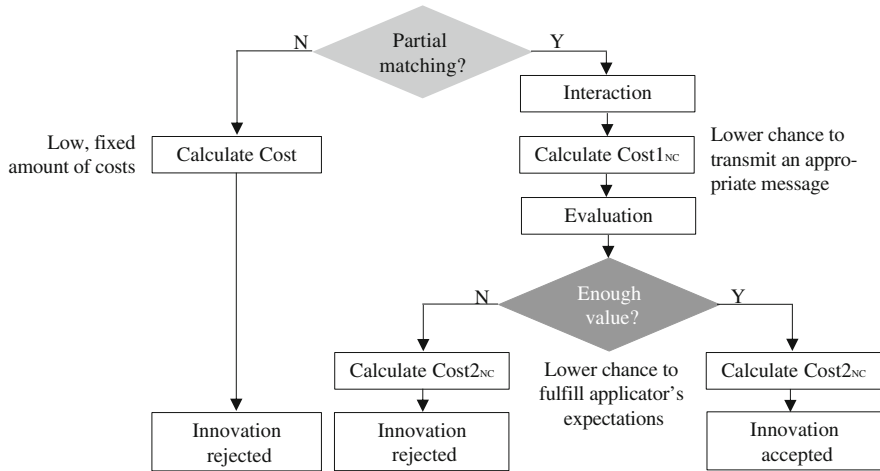 Partial
matching?
N
Y
Interaction
Low, fixed
amount of costs
Calculate Cost
Calculate Cost1NC
Lower chance to
transmit an appro-
priate message
Evaluation
Enough
value?
N
Y
Calculate Cost2NC
Lower chance to
fulfill applicator’s
expectations
Calculate Cost2NC
Innovation
rejected
Innovation
rejected
Innovation
accepted